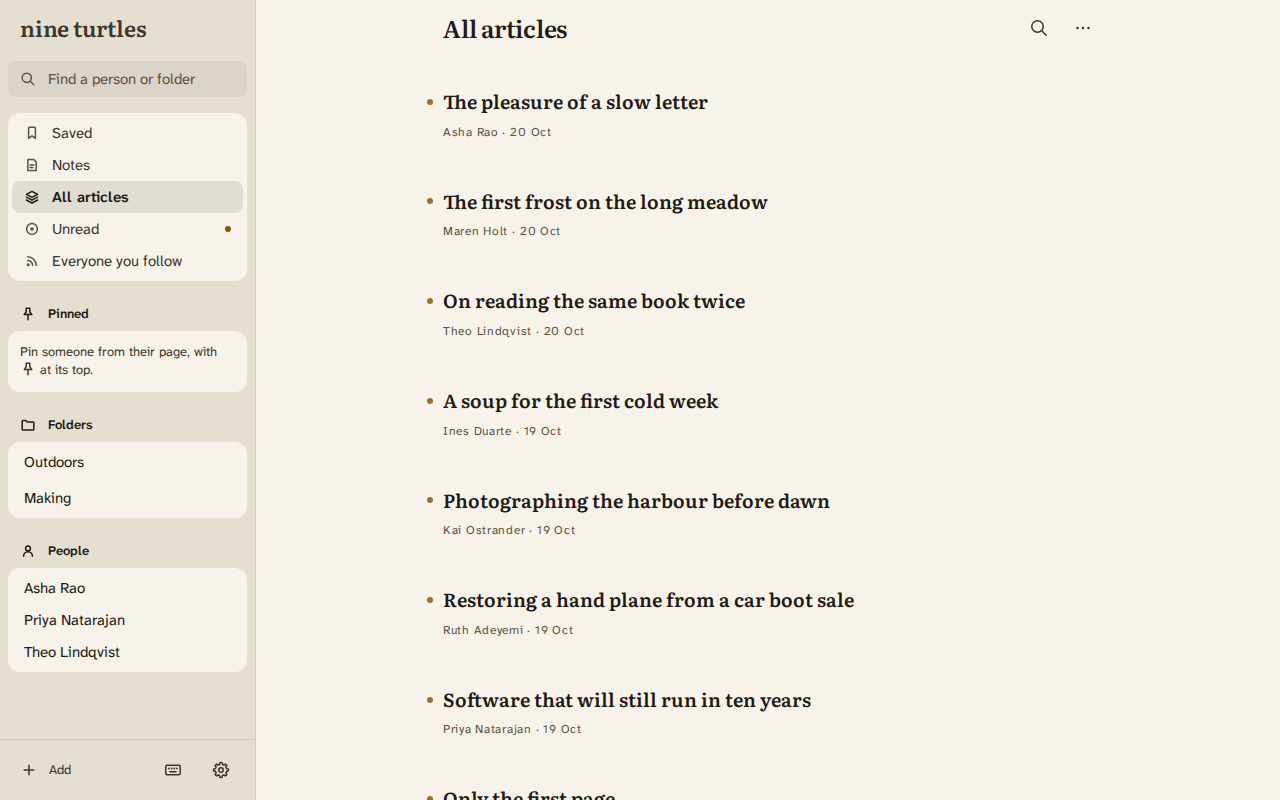 nine turtles
Find a person or folder
Saved
Notes
All articles
Unread
Everyone you follow
Pinned
Pin someone from their page, with
at its top.
Folders
Outdoors
Making
People
Asha Rao
Priya Natarajan
Theo Lindqvist
Add
All articles
The pleasure of a slow letter
Asha Rao · 20 Oct
The first frost on the long meadow
Maren Holt · 20 Oct
On reading the same book twice
Theo Lindqvist · 20 Oct
A soup for the first cold week
Ines Duarte · 19 Oct
Photographing the harbour before dawn
Kai Ostrander · 19 Oct
Restoring a hand plane from a car boot sale
Ruth Adeyemi · 19 Oct
Software that will still run in ten years
Priya Natarajan · 19 Oct
Only the first page